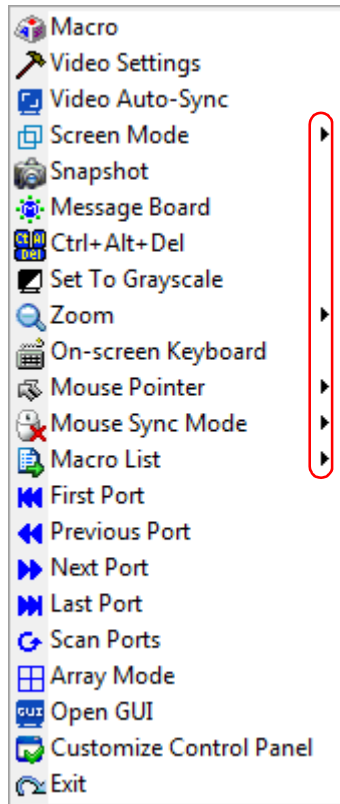 Macro
Video Settings
Video Auto-Sync
Screen Mode
Snapshot
Message Board
Ctrl+Alt+Del
Set To Grayscale
Zoom
On-screen Keyboard
Mouse Pointer
Mouse Sync Mode
Macro List
First Port
Previous Port
Next Port
Last Port
Scan Ports
Array Mode
GUI Open GUI
Customize Control Panel
Exit